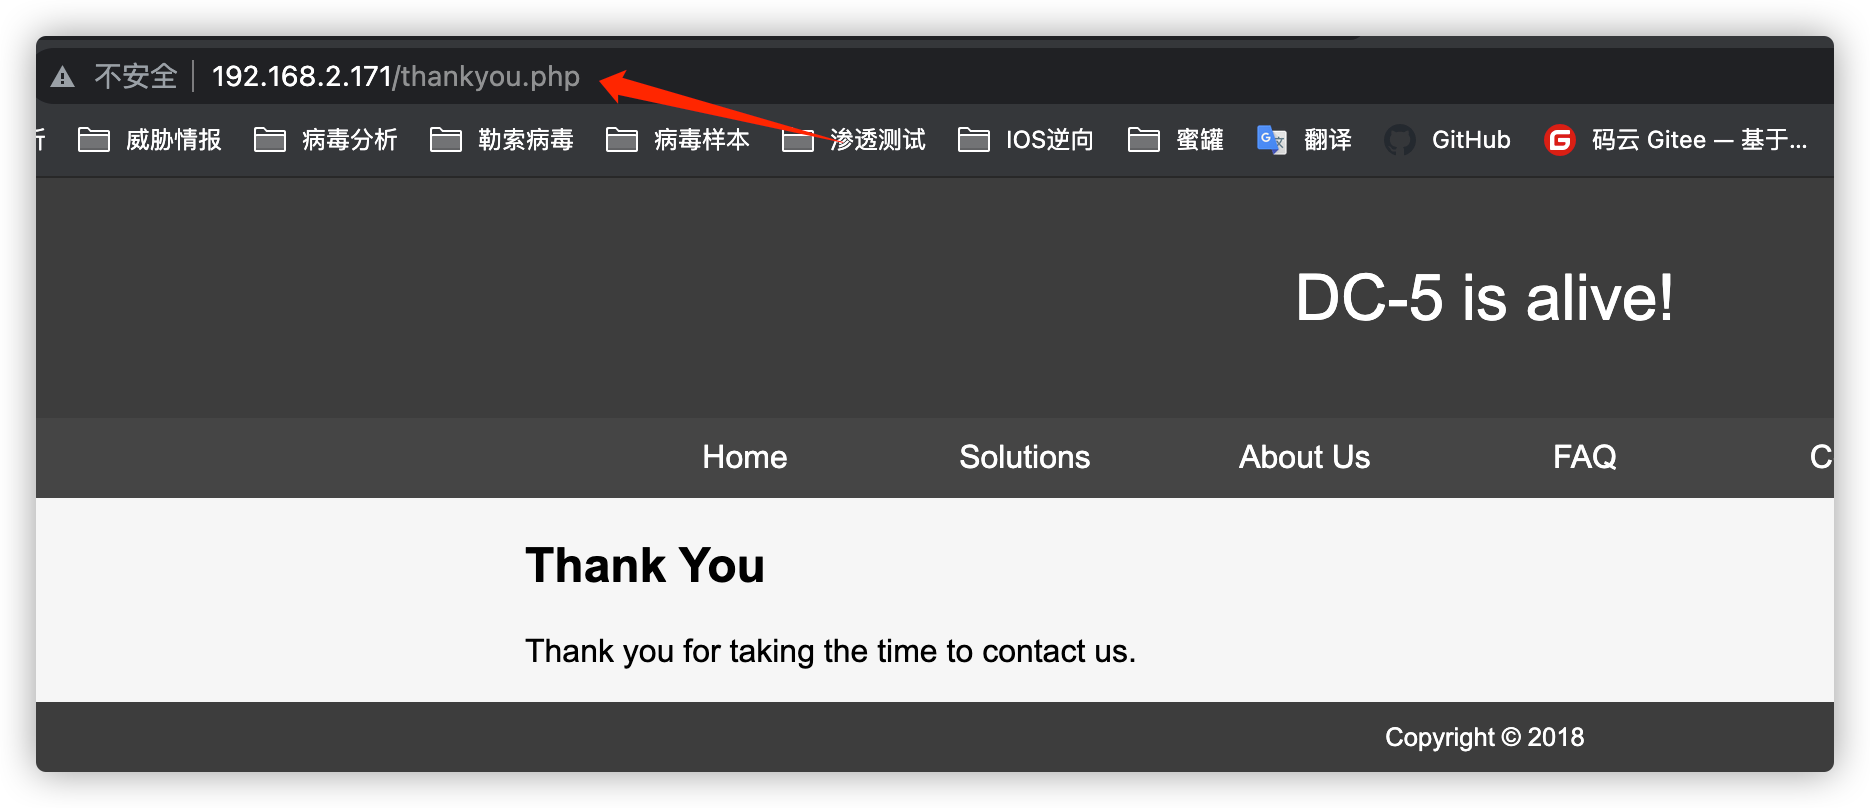 不安全 192.168.2.171/thankyou.php
威胁情报 病毒分析 勒索病毒 病毒样本 渗透测试 IOS逆向 蜜罐 翻译 GitHub 码云 Gitee — 基于...
DC-5 is alive!
Home Solutions About Us FAQ C
Thank You
Thank you for taking the time to contact us.
Copyright © 2018